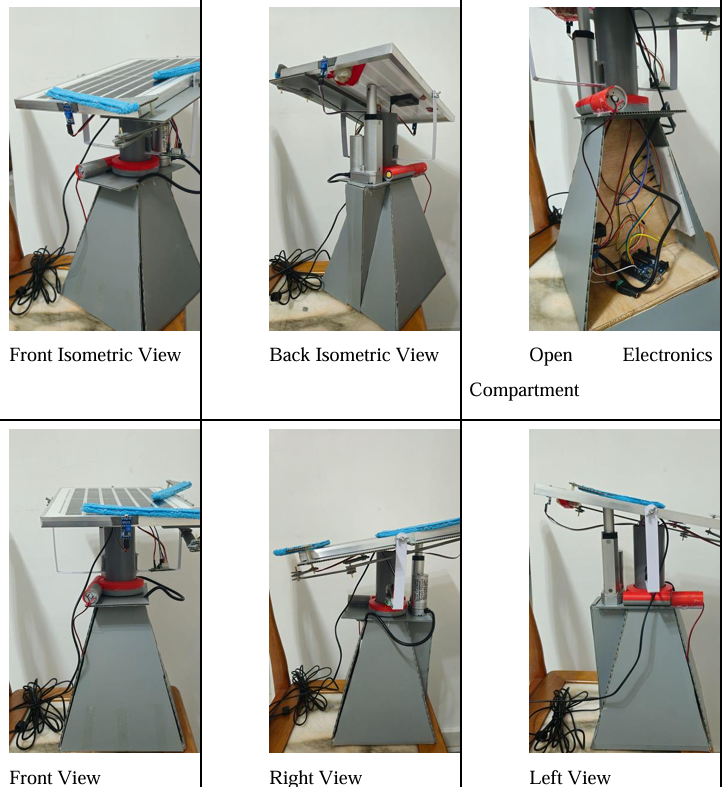 Front Isometric View
Back Isometric View
Open Electronics
Compartment
Front View
Right View
Left View